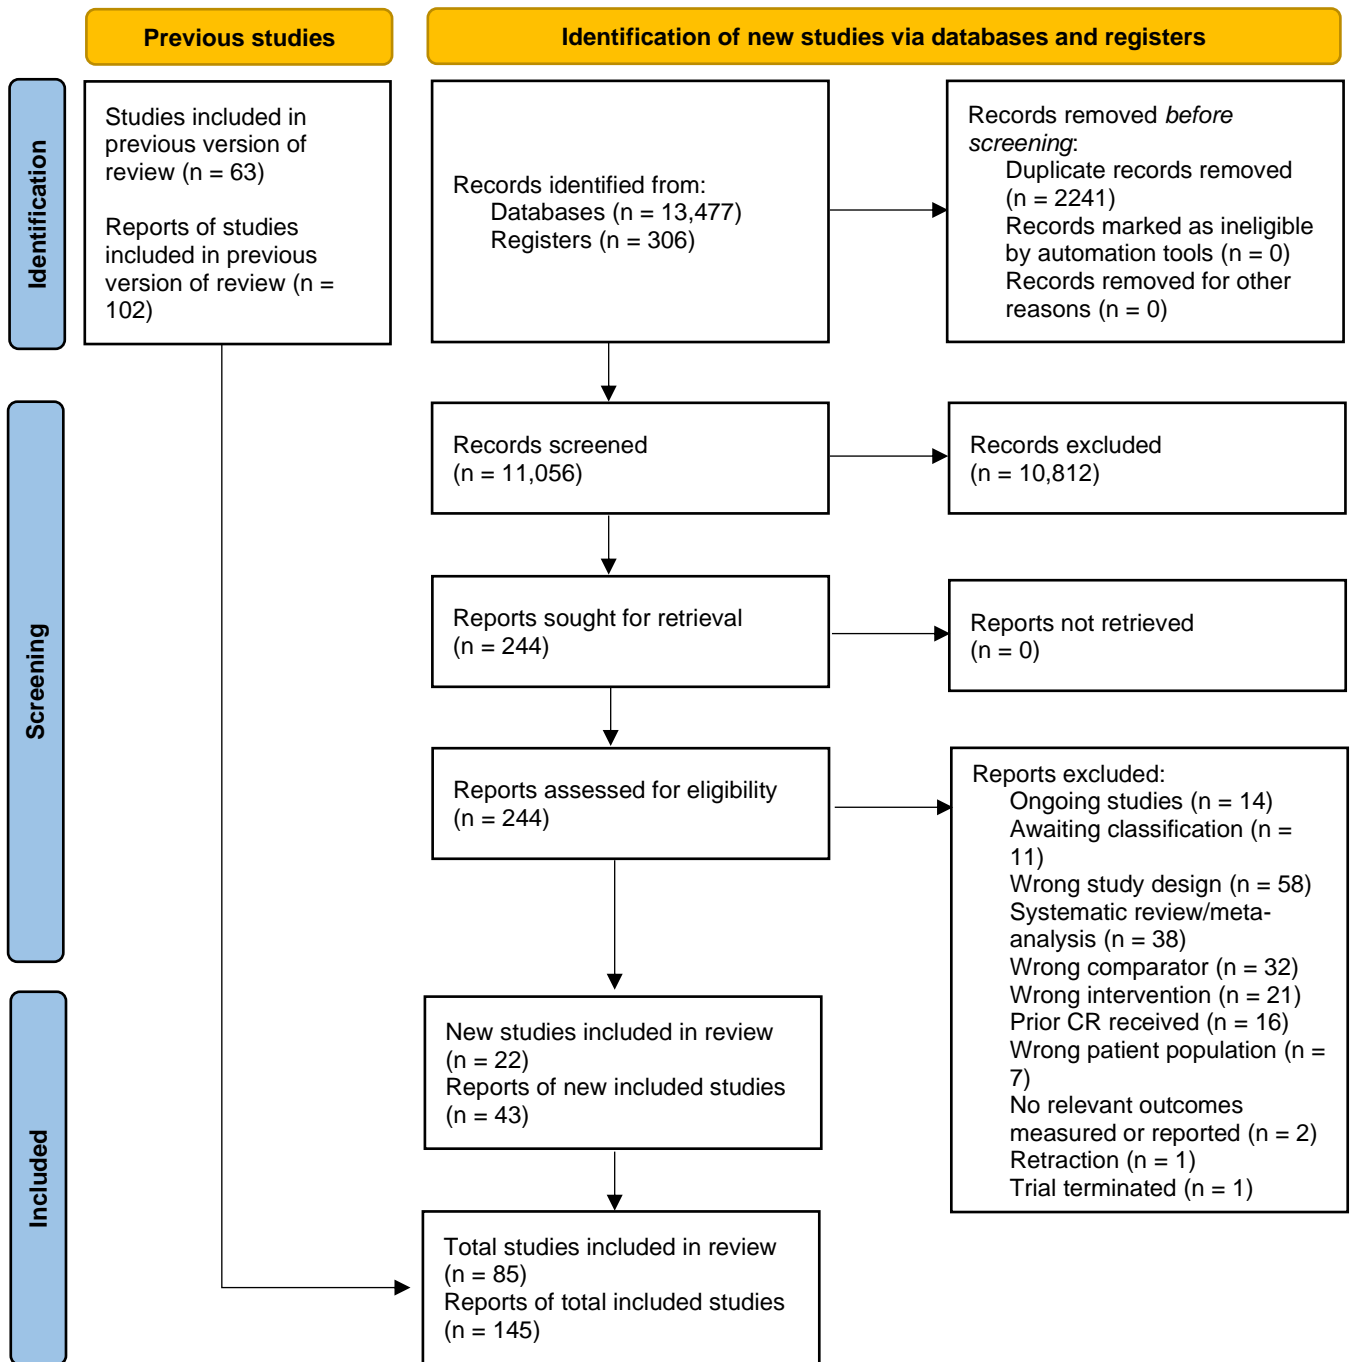 Previous studies
Identification of new studies via databases and registers
Identification
Studies included in
previous version of
review (n = 63)
Reports of studies
included in previous
version of review (n =
102)
Records identified from:
Databases (n = 13,477)
Registers (n = 306)
Records removed before
screening:
Duplicate records removed
(n = 2241)
Records marked as ineligible
by automation tools (n = 0)
Records removed for other
reasons (n = 0)
Screening
Records screened
(n = 11,056)
Records excluded
(n = 10,812)
Reports sought for retrieval
(n = 244)
Reports not retrieved
(n = 0)
Reports assessed for eligibility
(n = 244)
Reports excluded:
Ongoing studies (n = 14)
Awaiting classification (n =
11)
Wrong study design (n = 58)
Systematic review/meta-
analysis (n = 38)
Wrong comparator (n = 32)
Wrong intervention (n = 21)
Prior CR received (n = 16)
Wrong patient population (n =
7)
No relevant outcomes
measured or reported (n = 2)
Retraction (n = 1)
Trial terminated (n = 1)
Included
New studies included in review
(n = 22)
Reports of new included studies
(n = 43)
Total studies included in review
(n = 85)
Reports of total included studies
(n = 145)